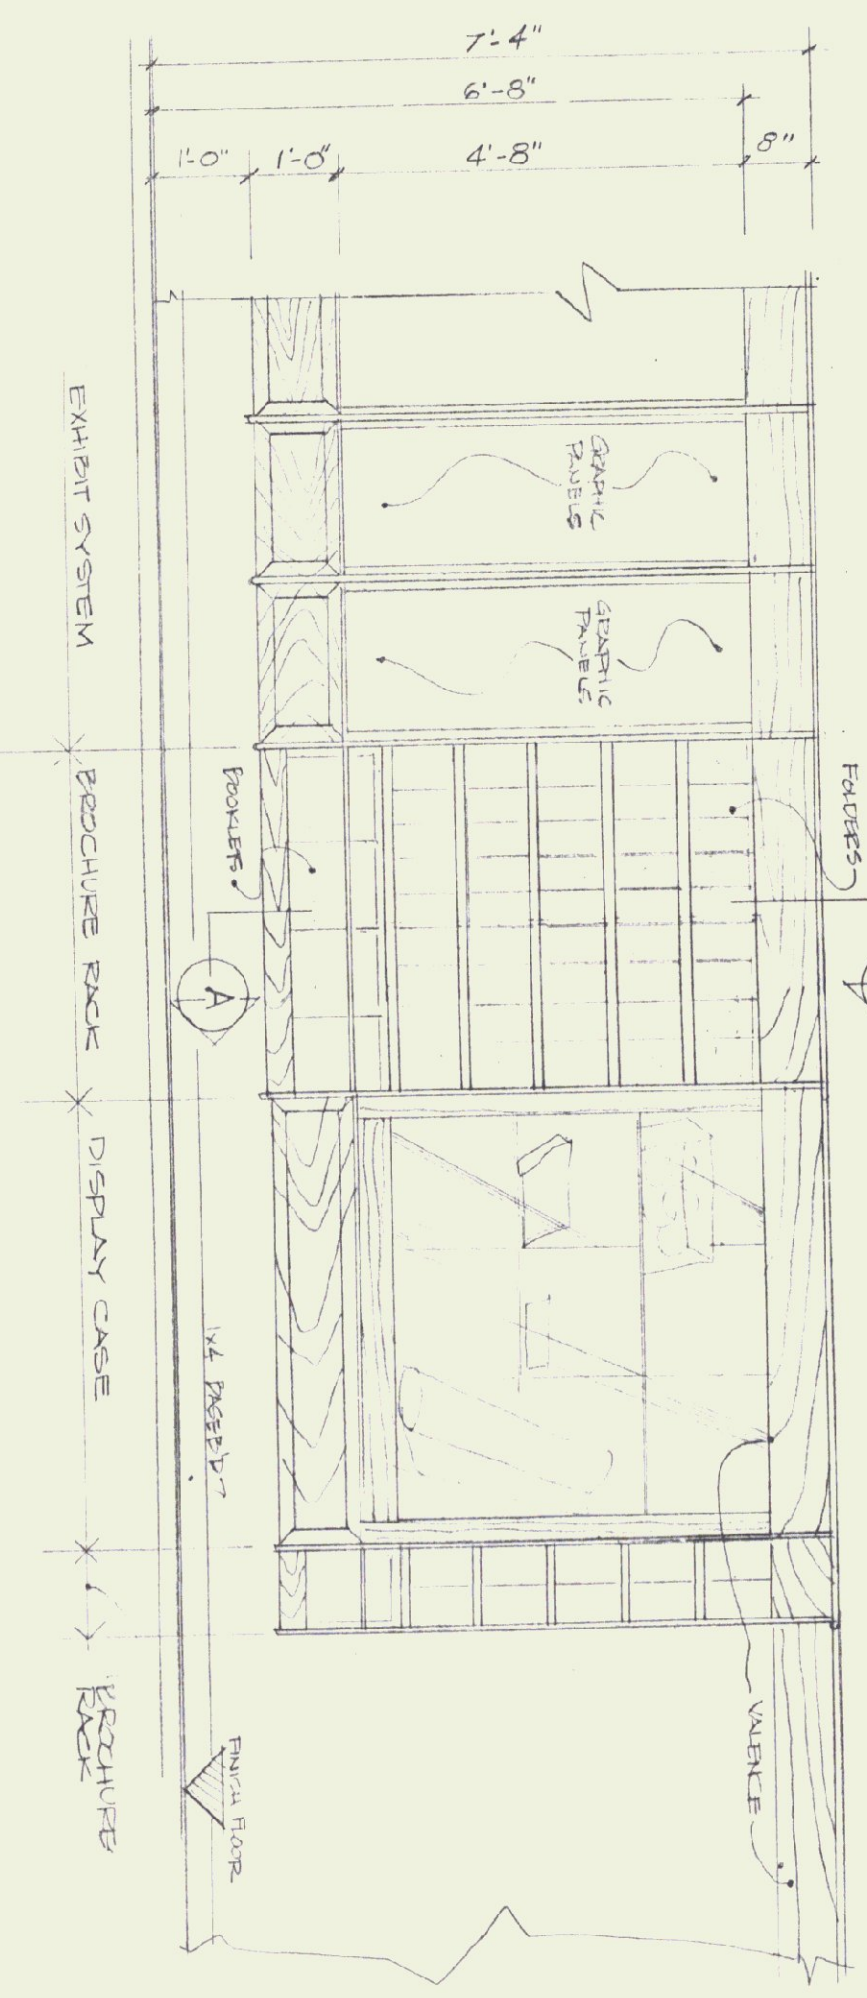 7'-4"
6'-8"
1'-0"
1'-0"
4'-8"
8"
GRAPHIC
PANELS
GRAPHIC
PANELS
FOLDERS
BOOKLETS
A
1x4 BASEB'D
VALENCE
FINISH FLOOR
EXHIBIT SYSTEM
BROCHURE RACK
DISPLAY CASE
BROCHURE
RACK